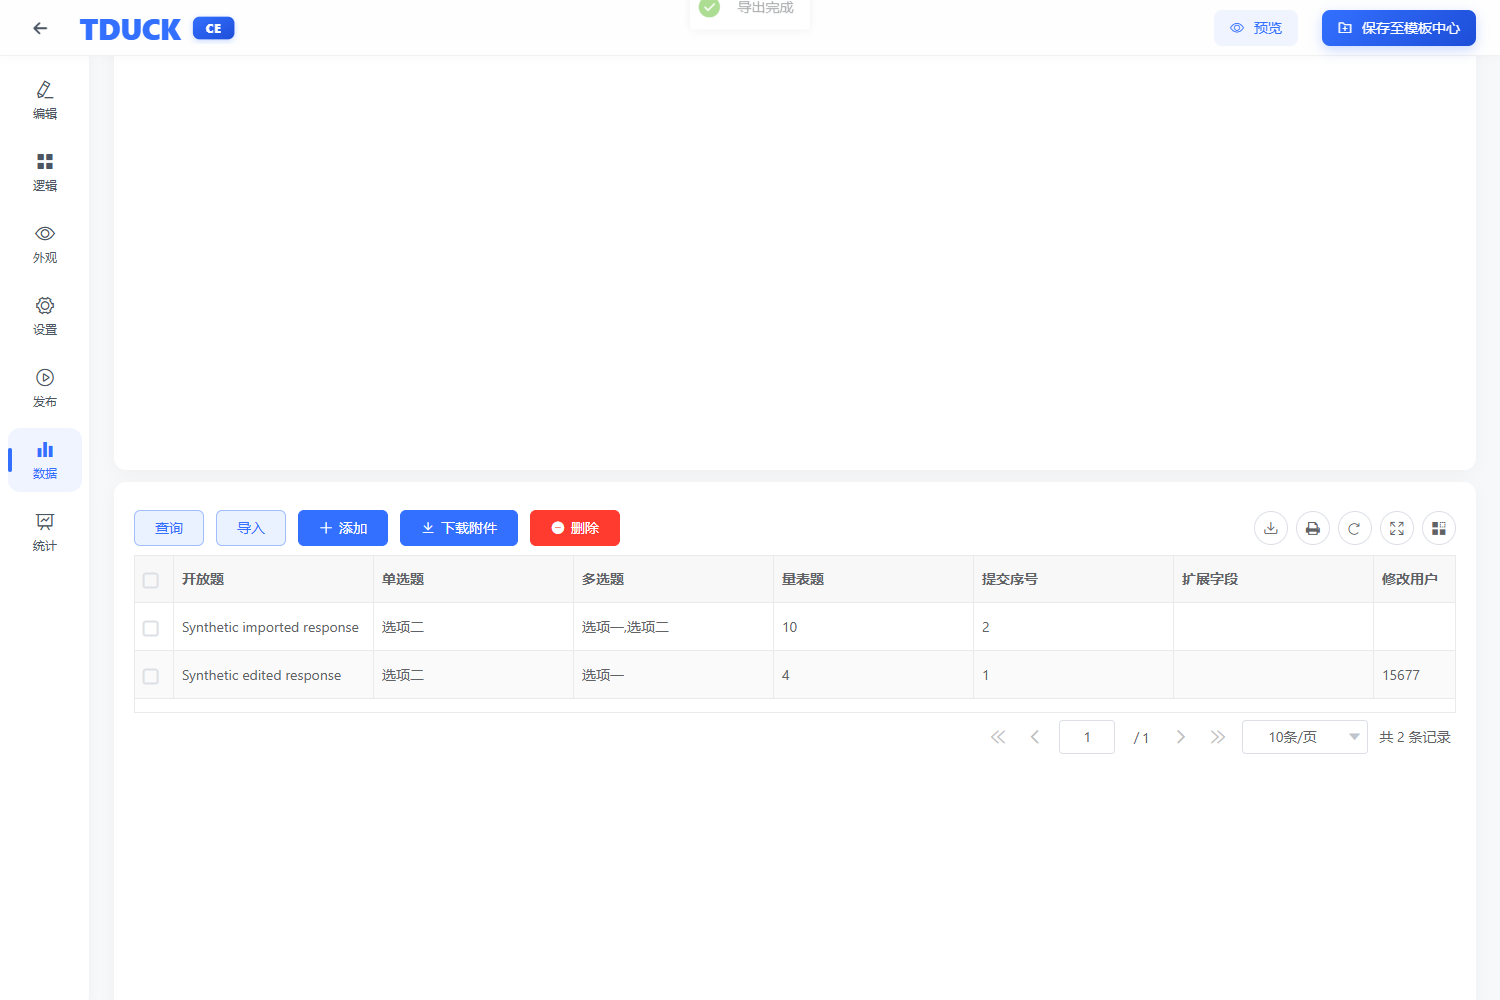 TDUCK CE
导出完成
预览
保存至模板中心
编辑
逻辑
外观
设置
发布
数据
统计
查询 导入 添加 下载附件 删除
开放题 单选题 多选题 量表题 提交序号 扩展字段 修改用户
Synthetic imported response 选项二 选项一,选项二 10 2
Synthetic edited response 选项二 选项一 4 1 15677
1 / 1 10条/页 共 2 条记录